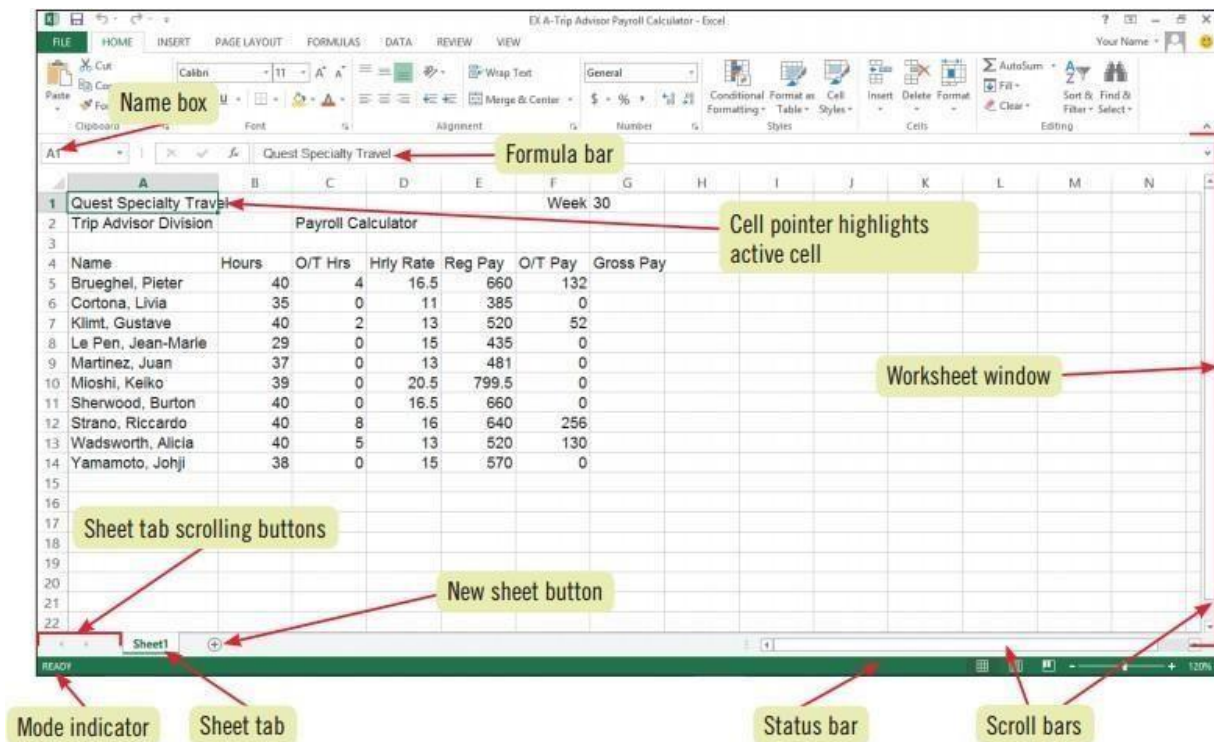 EX A-Trip Advisor Payroll Calculator - Excel
FILE HOME INSERT PAGE LAYOUT FORMULAS DATA REVIEW VIEW Your Name
Cut Calibri 11 Wrap Text General AutoSum
Paste Merge & Center $ % Conditional Formatting Format as Table Cell Styles Insert Delete Format Fill Clear Sort & Filter Find & Select
Clipboard Font Alignment Number Styles Cells Editing
Name box
A1 fx Quest Specialty Travel
Formula bar
A B C D E F G H I J K L M N
1 Quest Specialty Travel Week 30
2 Trip Advisor Division Payroll Calculator
Cell pointer highlights
active cell
3
4 Name Hours O/T Hrs Hrly Rate Reg Pay O/T Pay Gross Pay
5 Brueghel, Pieter 40 4 16.5 660 132
6 Cortona, Livia 35 0 11 385 0
7 Klimt, Gustave 40 2 13 520 52
8 Le Pen, Jean-Marie 29 0 15 435 0
9 Martinez, Juan 37 0 13 481 0
10 Mioshi, Keiko 39 0 20.5 799.5 0
Worksheet window
11 Sherwood, Burton 40 0 16.5 660 0
12 Strano, Riccardo 40 8 16 640 256
13 Wadsworth, Alicia 40 5 13 520 130
14 Yamamoto, Johji 38 0 15 570 0
15
16
17
Sheet tab scrolling buttons
18
19
20
New sheet button
21
22
Sheet1
READY 120%
Mode indicator Sheet tab Status bar Scroll bars